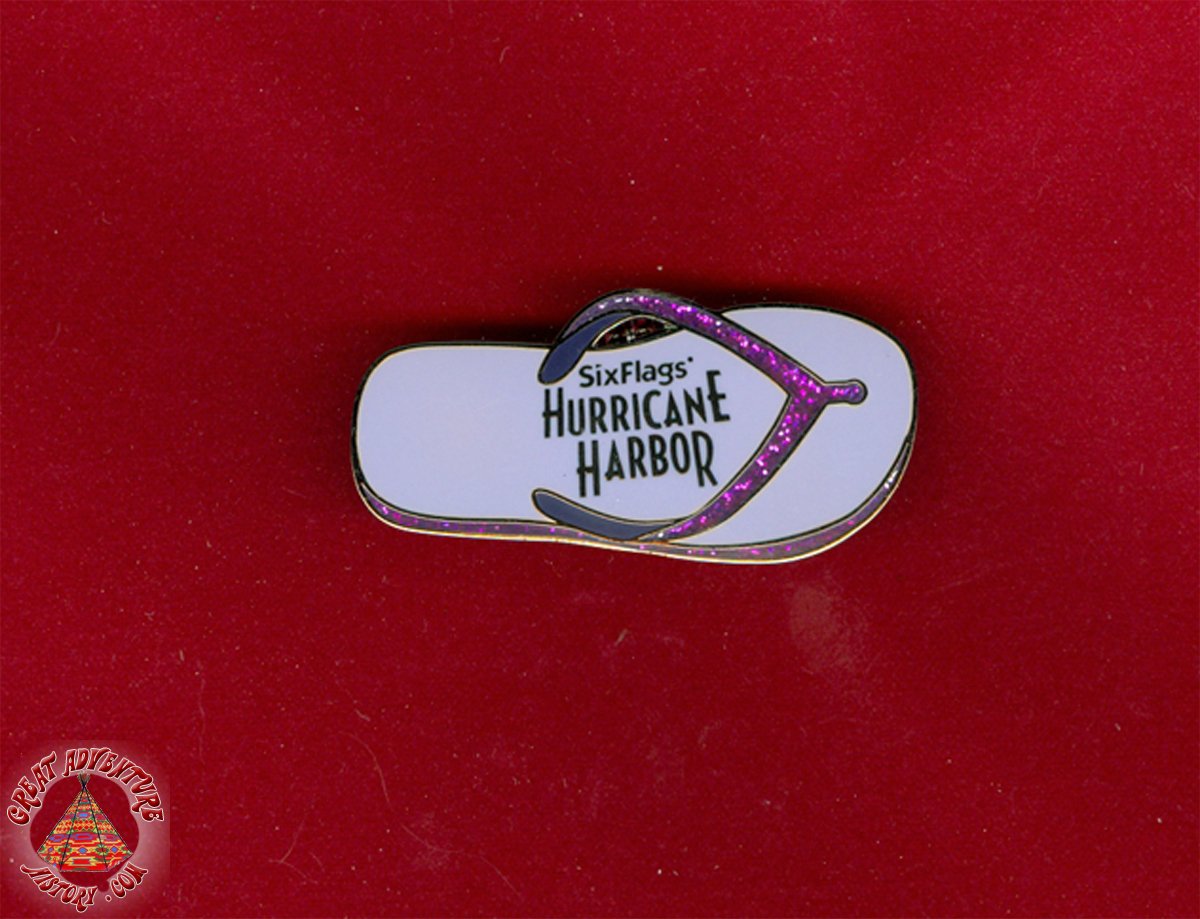 SixFlags
HURRICANE
HARBOR
GREAT ADVENTURE
HISTORY.COM